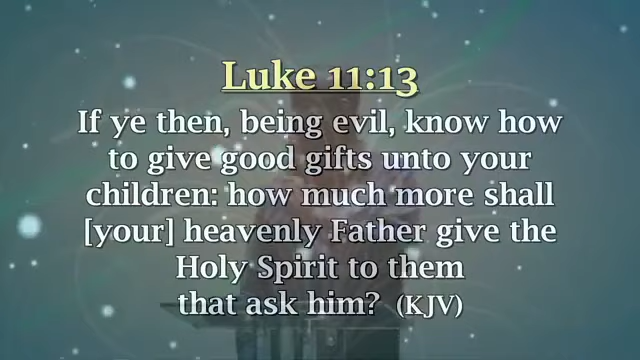 Luke 11:13
If ye then, being evil, know how
to give good gifts unto your
children: how much more shall
[your] heavenly Father give the
Holy Spirit to them
that ask him? (KJV)